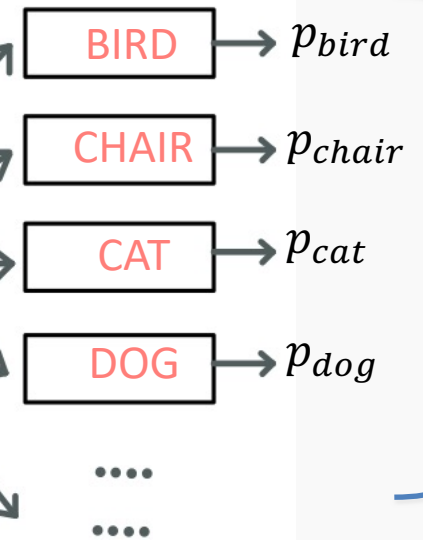 BIRD p_bird
CHAIR p_chair
CAT p_cat
DOG p_dog
....
....